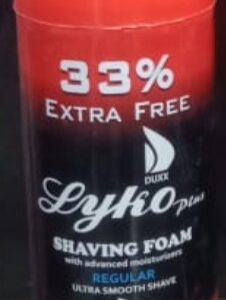 33%
EXTRA FREE
DUXX
Lyko Plus
SHAVING FOAM
with advanced moisturisers
REGULAR
ULTRA SMOOTH SHAVE